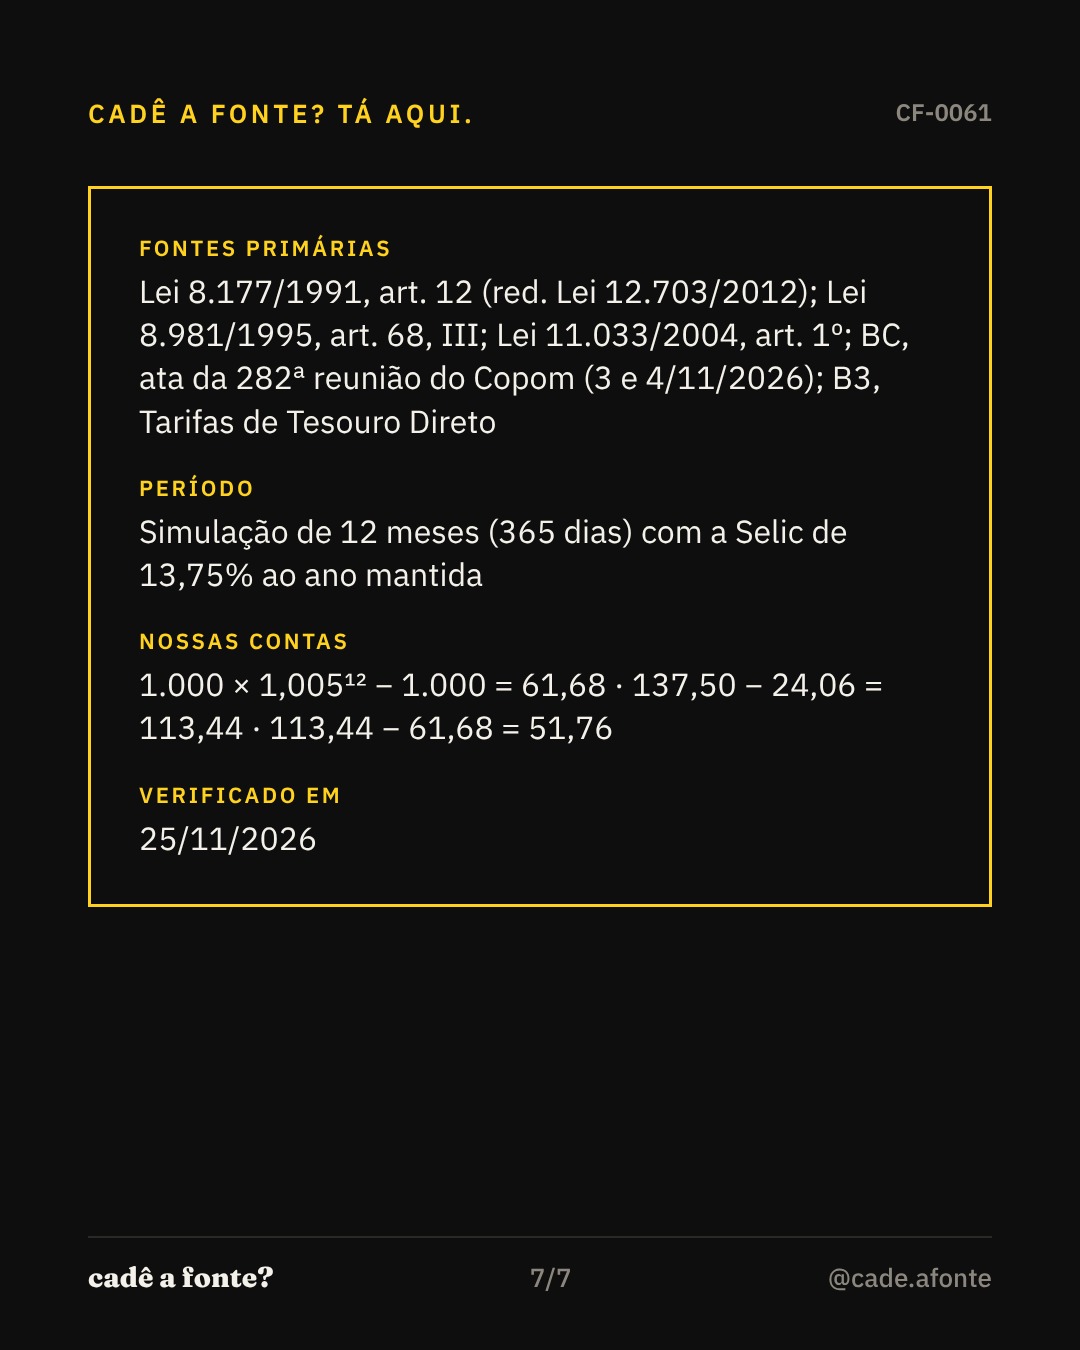 CADÊ A FONTE? TÁ AQUI.
CF-0061
FONTES PRIMÁRIAS
Lei 8.177/1991, art. 12 (red. Lei 12.703/2012); Lei
8.981/1995, art. 68, III; Lei 11.033/2004, art. 1º; BC,
ata da 282ª reunião do Copom (3 e 4/11/2026); B3,
Tarifas de Tesouro Direto
PERÍODO
Simulação de 12 meses (365 dias) com a Selic de
13,75% ao ano mantida
NOSSAS CONTAS
1.000 × 1,005¹² − 1.000 = 61,68 · 137,50 − 24,06 =
113,44 · 113,44 − 61,68 = 51,76
VERIFICADO EM
25/11/2026
cadê a fonte?
7/7
@cade.afonte